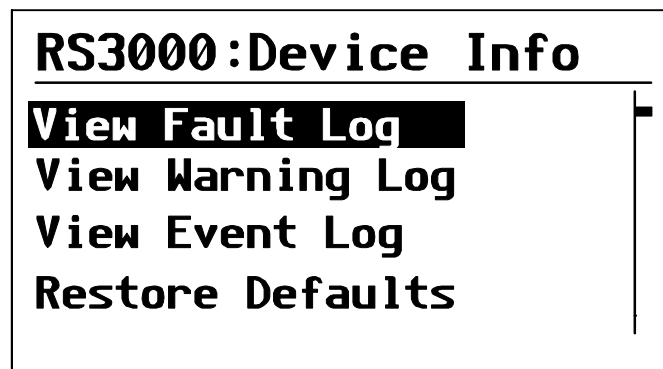 RS3000:Device Info
View Fault Log
View Warning Log
View Event Log
Restore Defaults